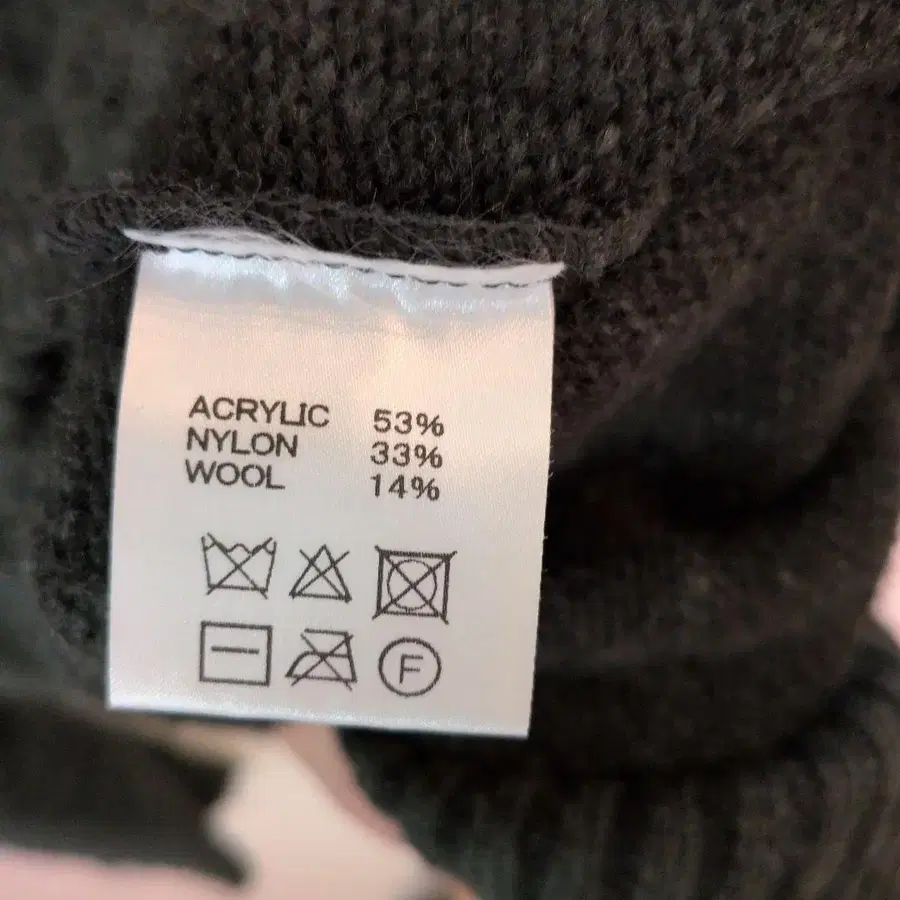 ACRYLIC 53%
NYLON 33%
WOOL 14%
F